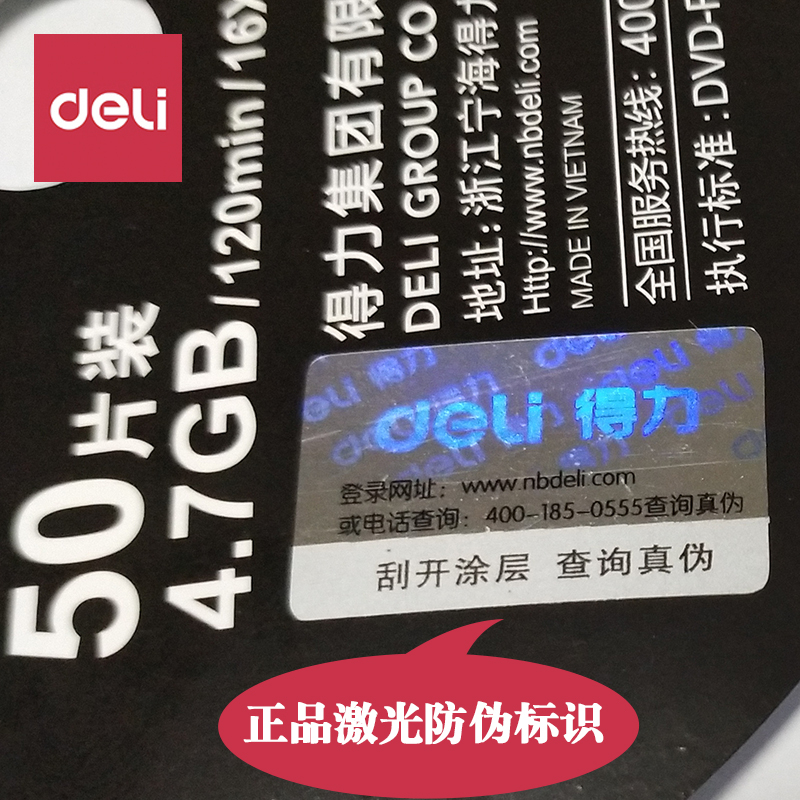 deli
50片装
4.7GB/120min/16X
得力集团有限
DELI GROUP CO
地址:浙江宁海得力
Http://www.nbdeli.com
MADE IN VIETNAM
全国服务热线:400
执行标准:DVD-R
deli 得力
deli 得力
登录网址:www.nbdeli.com
或电话查询:400-185-0555查询真伪
刮开涂层 查询真伪
正品激光防伪标识